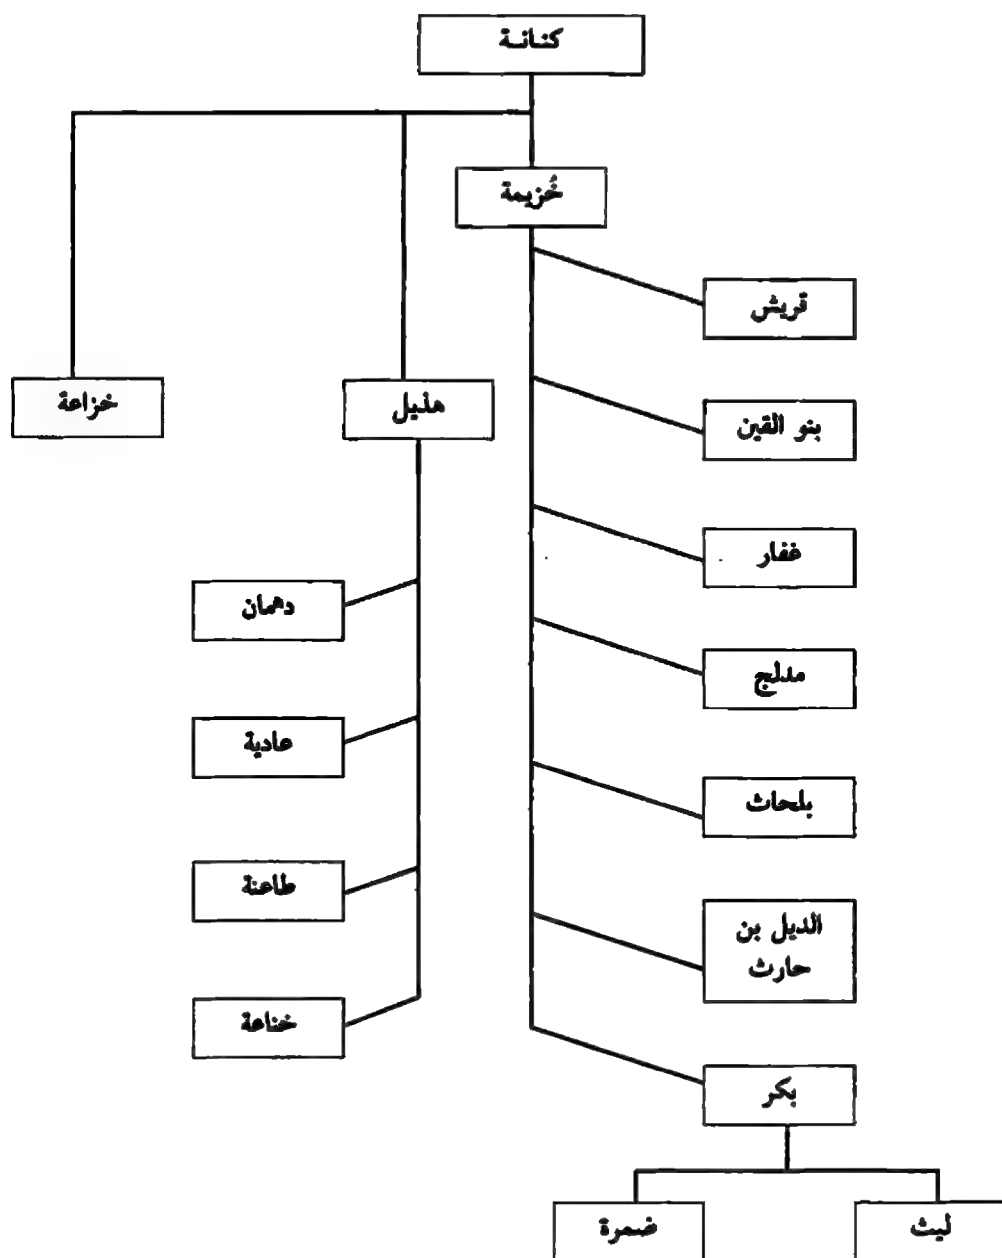 كنانة
خُزيمة
قريش
خزاعة
هذيل
بنو القين
غفار
دهمان
مدلج
عادية
بلحاث
طاعنة
الديل بن
حارث
خناعة
بكر
ليث
ضمرة